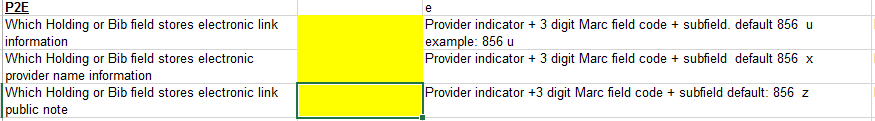 P2E
e
Which Holding or Bib field stores electronic link
information
Provider indicator + 3 digit Marc field code + subfield. default 856  u
example: 856 u
Which Holding or Bib field stores electronic
provider name information
Provider indicator + 3 digit Marc field code + subfield  default 856  x
Which Holding or Bib field stores electronic link
public note
Provider indicator +3 digit Marc field code + subfield default: 856  z